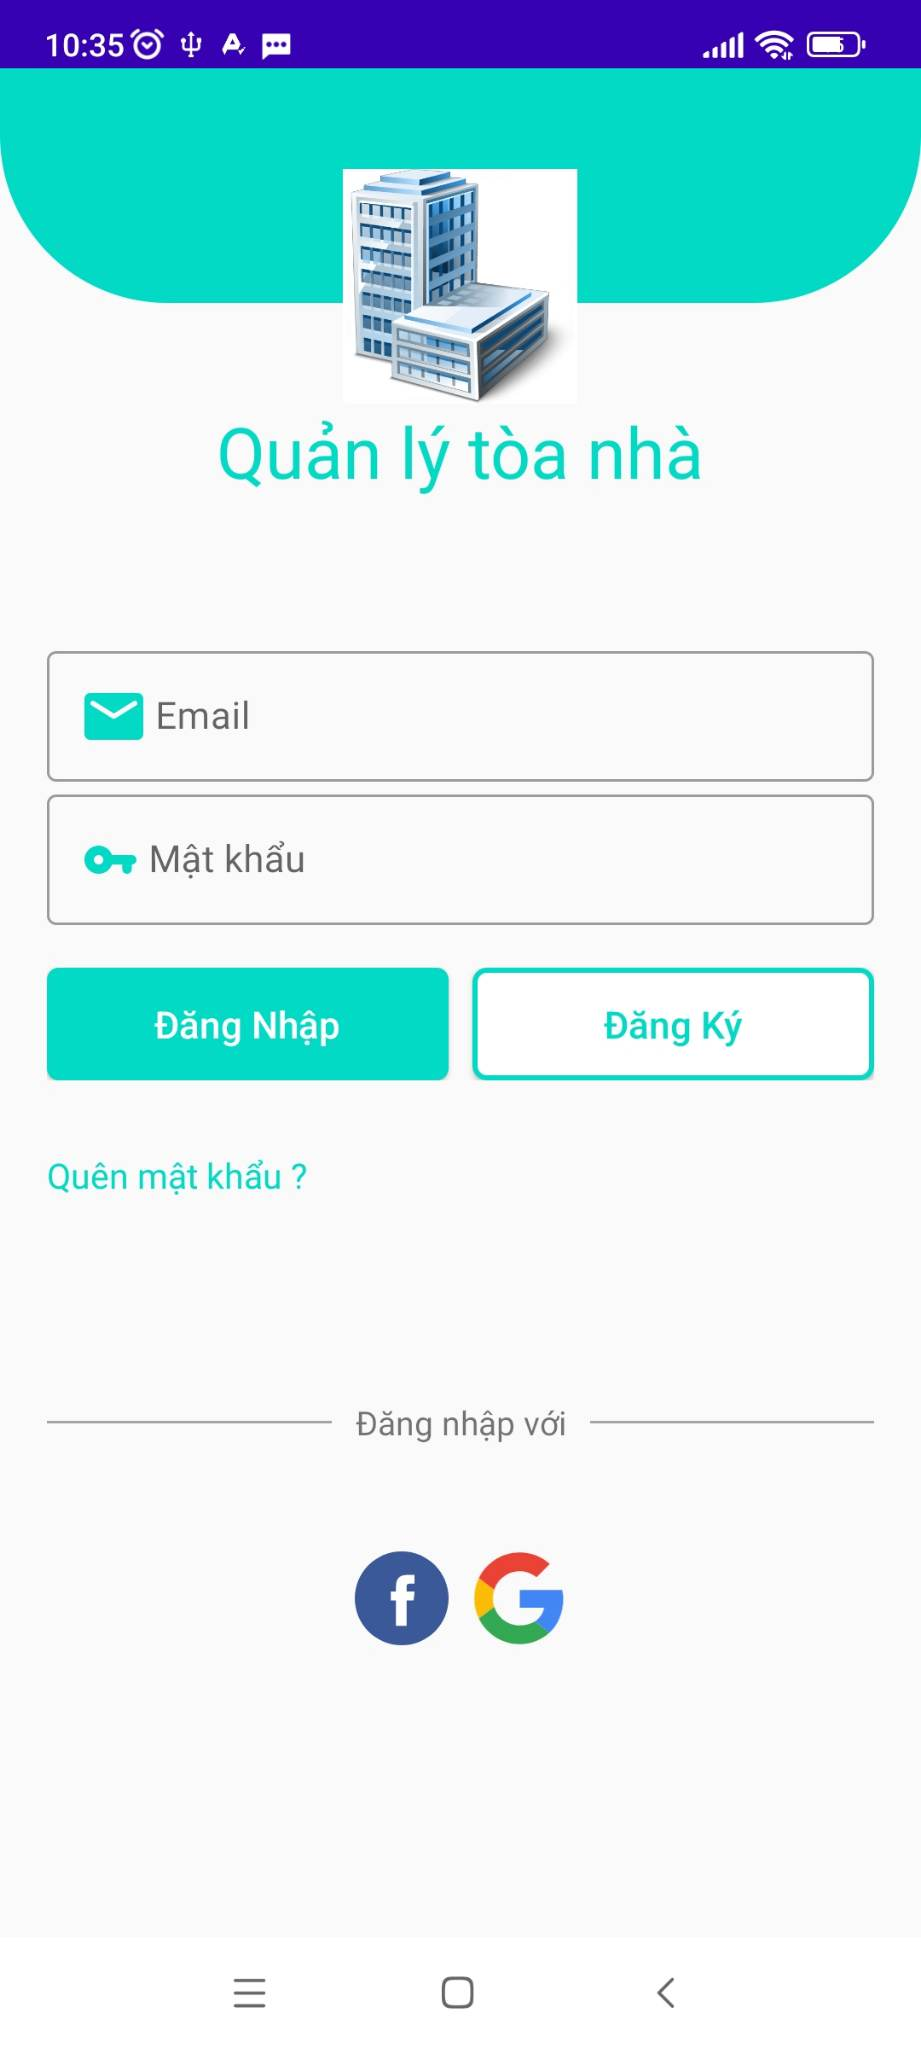 10:35
Quản lý tòa nhà
Email
Mật khẩu
Đăng Nhập
Đăng Ký
Quên mật khẩu ?
Đăng nhập với